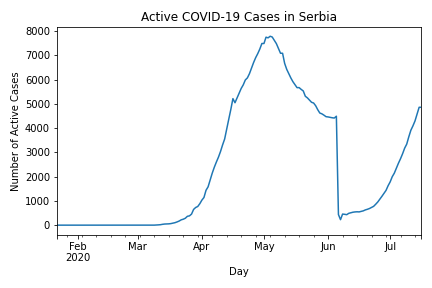 Active COVID-19 Cases in Serbia
8000
7000
6000
5000
4000
3000
2000
1000
0
Number of Active Cases
Feb Mar Apr May Jun Jul
2020
Day